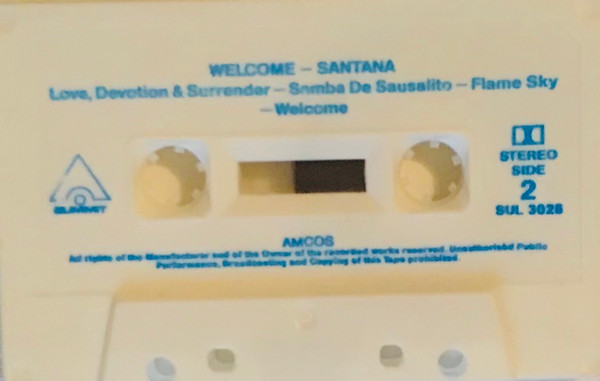 WELCOME – SANTANA
Love, Devotion & Surrender – Samba De Sausalito – Flame Sky
– Welcome
STEREO
SIDE
2
SUL 3028
AMCOS
All rights of the Manufacturer and of the Owner of the recorded works reserved. Unauthorised Public
Performance, Broadcasting and Copying of this Tape prohibited.